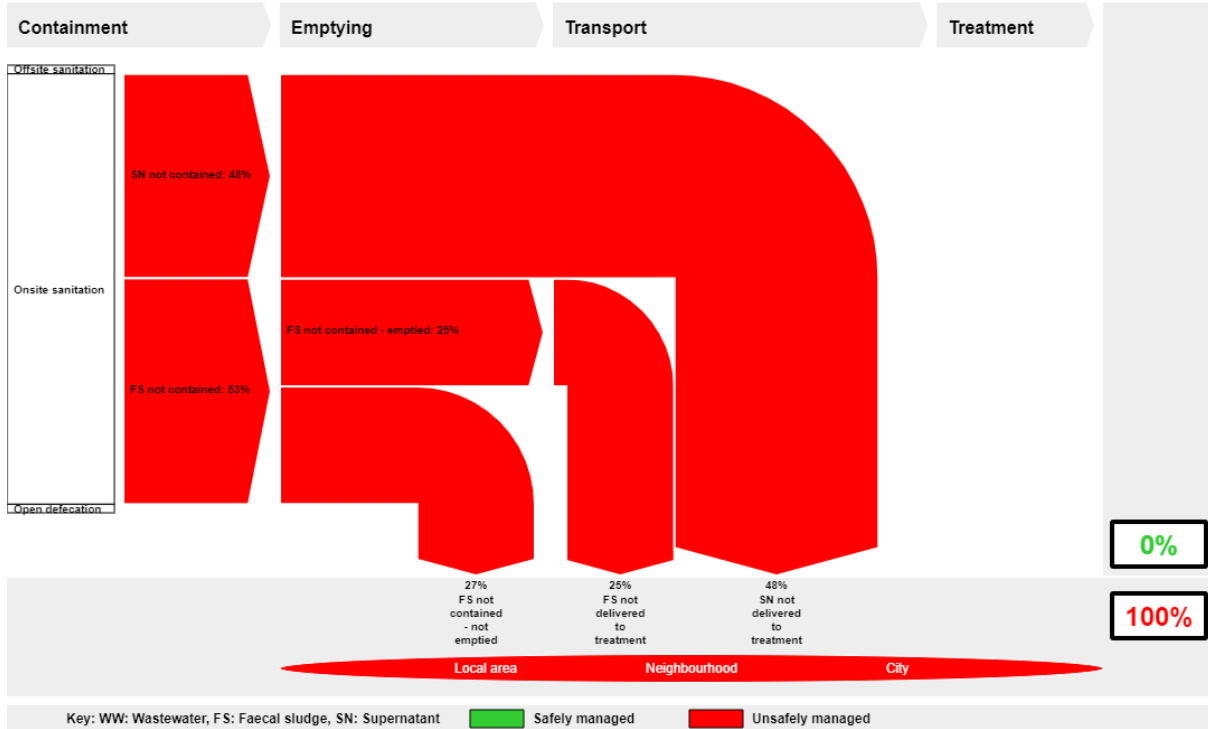 Containment
Emptying
Transport
Treatment
Offsite sanitation
SN not contained: 48%
Onsite sanitation
FS not contained - emptied: 25%
FS not contained: 53%
Open defecation
0%
27%
FS not
contained
- not
emptied
25%
FS not
delivered
to
treatment
48%
SN not
delivered
to
treatment
100%
Local area
Neighbourhood
City
Key: WW: Wastewater, FS: Faecal sludge, SN: Supernatant
Safely managed
Unsafely managed